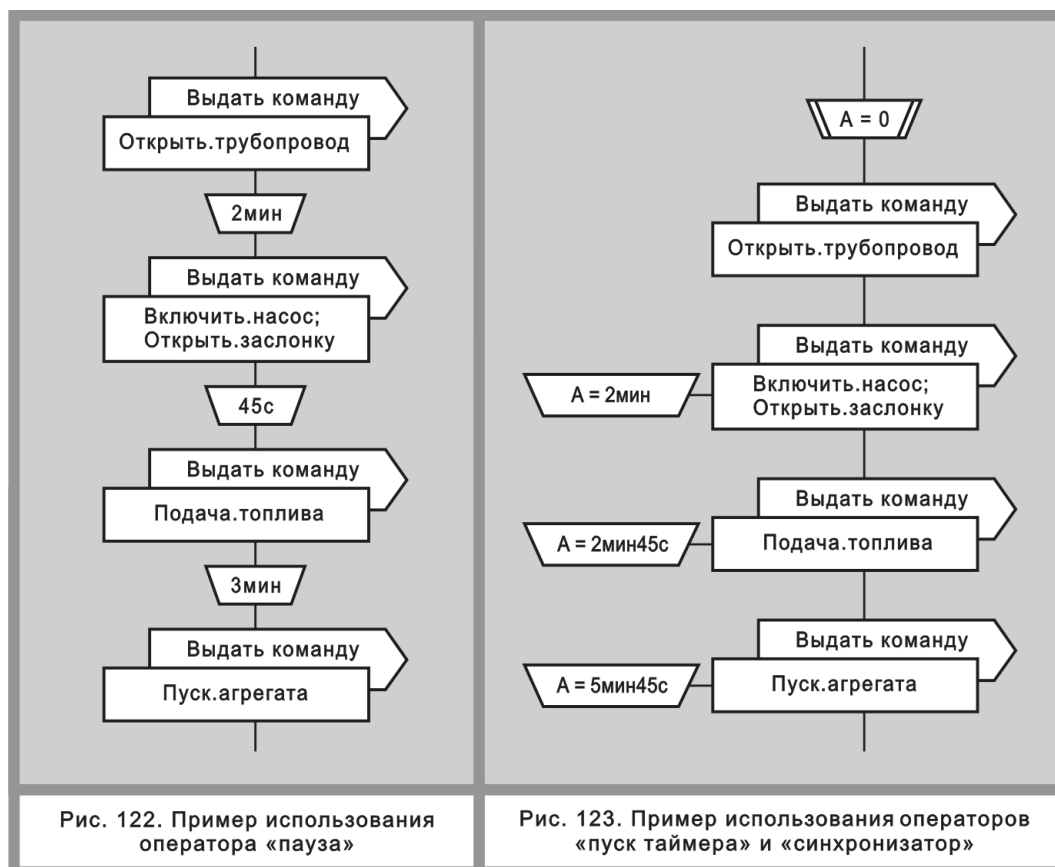 Выдать команду
Открыть.трубопровод
2мин
Выдать команду
Включить.насос;
Открыть.заслонку
45с
Выдать команду
Подача.топлива
3мин
Выдать команду
Пуск.агрегата
Рис. 122. Пример использования
оператора «пауза»
A = 0
Выдать команду
Открыть.трубопровод
Выдать команду
A = 2мин
Включить.насос;
Открыть.заслонку
Выдать команду
A = 2мин45с
Подача.топлива
Выдать команду
A = 5мин45с
Пуск.агрегата
Рис. 123. Пример использования операторов
«пуск таймера» и «синхронизатор»